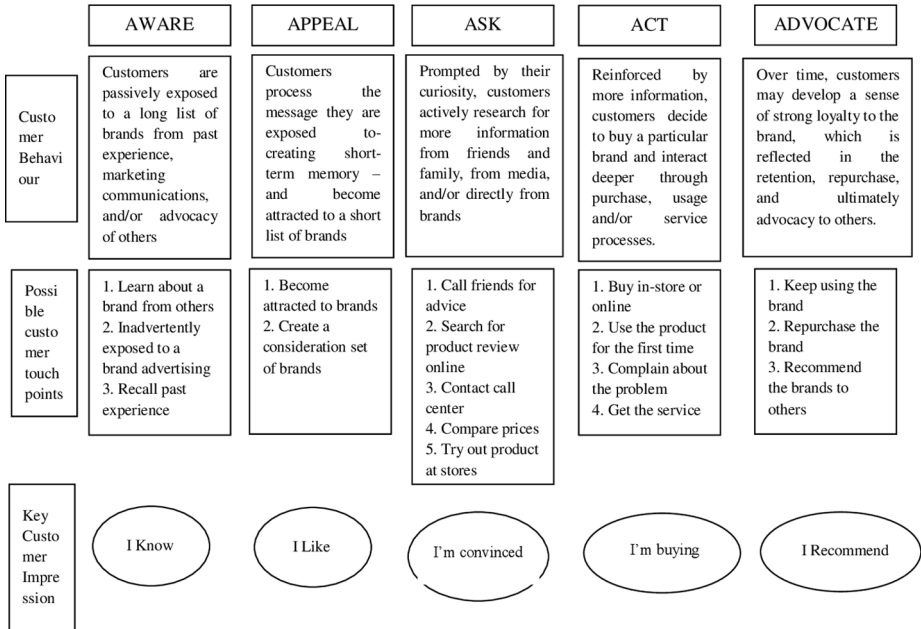 AWARE
APPEAL
ASK
ACT
ADVOCATE
Custo
mer
Behavi
our
Customers are
passively exposed
to a long list of
brands from past
experience,
marketing
communications,
and/or advocacy
of others
Customers
process the
message they are
exposed to-
creating short-
term memory –
and become
attracted to a short
list of brands
Prompted by their
curiosity, customers
actively research for
more information
from friends and
family, from media,
and/or directly from
brands
Reinforced by
more information,
customers decide
to buy a particular
brand and interact
deeper through
purchase, usage
and/or service
processes.
Over time, customers
may develop a sense
of strong loyalty to the
brand, which is
reflected in the
retention, repurchase,
and ultimately
advocacy to others.
Possi
ble
custo
mer
touch
points
1. Learn about a
brand from others
2. Inadvertently
exposed to a
brand advertising
3. Recall past
experience
1. Become
attracted to brands
2. Create a
consideration set
of brands
1. Call friends for
advice
2. Search for
product review
online
3. Contact call
center
4. Compare prices
5. Try out product
at stores
1. Buy in-store or
online
2. Use the product
for the first time
3. Complain about
the problem
4. Get the service
1. Keep using the
brand
2. Repurchase the
brand
3. Recommend
the brands to
others
Key
Custo
mer
Impre
ssion
I Know
I Like
I'm convinced
I'm buying
I Recommend